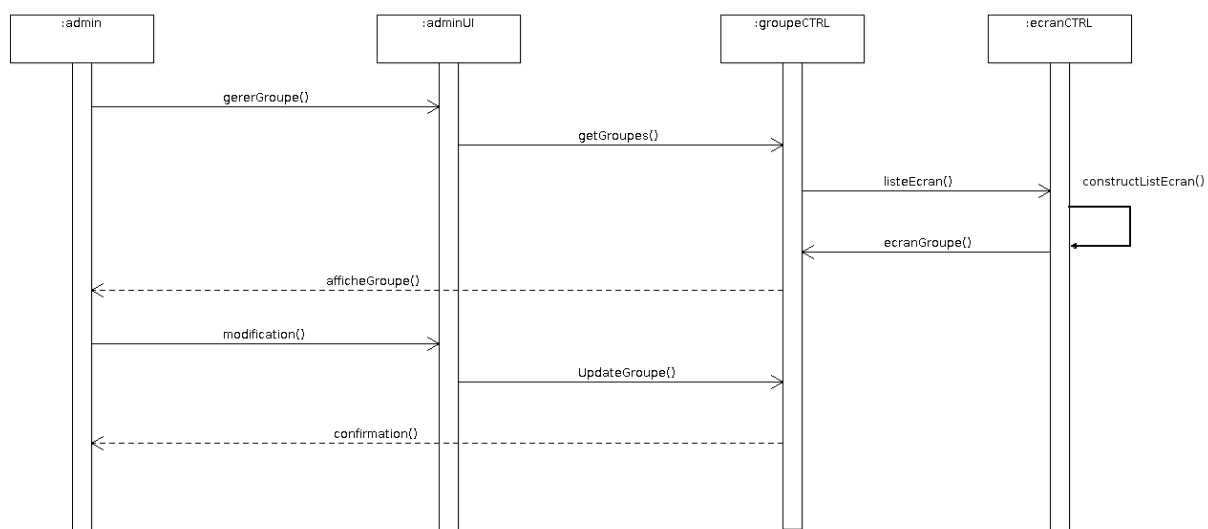 :admin
:adminUI
:groupeCTRL
:ecranCTRL
gererGroupe()
getGroupes()
listeEcran()
constructListEcran()
ecranGroupe()
afficheGroupe()
modification()
UpdateGroupe()
confirmation()